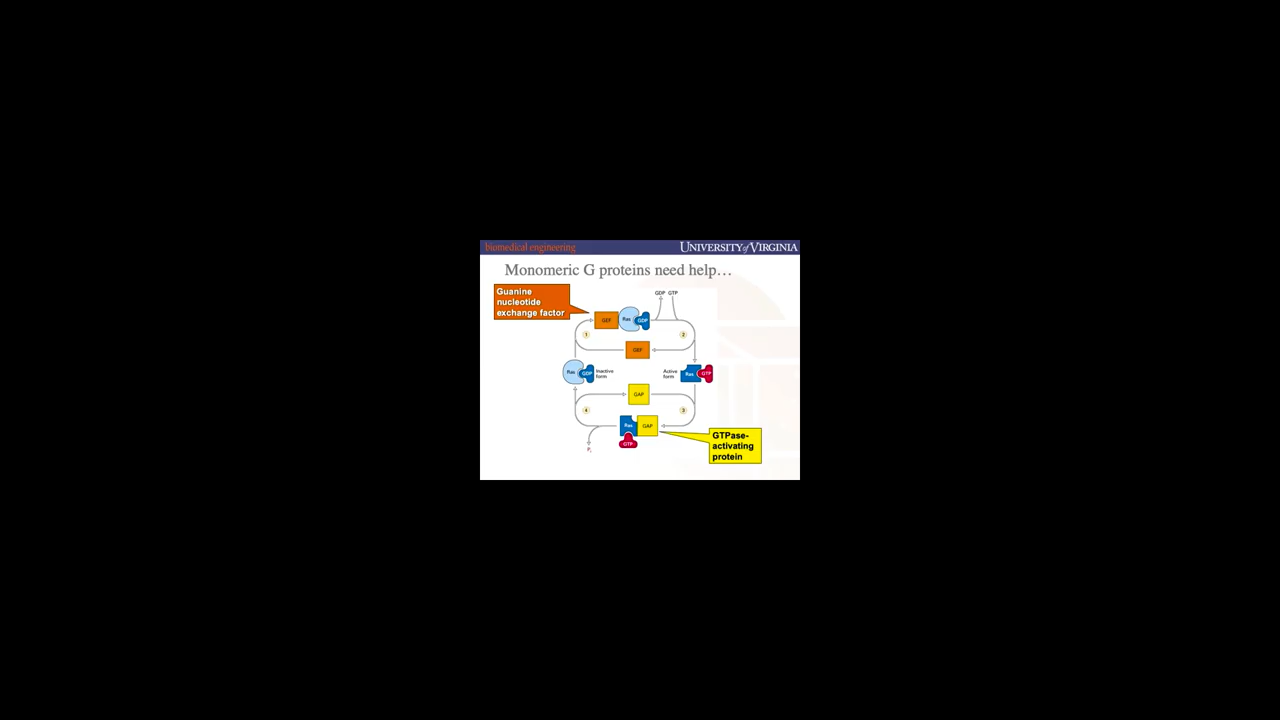 biomedical engineering
UNIVERSITY of VIRGINIA
Monomeric G proteins need help…
Guanine
nucleotide
exchange factor
GDP GTP
GEF Ras GDP
1
2
GEF
Ras GDP
Inactive
form
Active
form
Ras GTP
GAP
4
3
Ras GAP
GTP
Pi
GTPase-
activating
protein